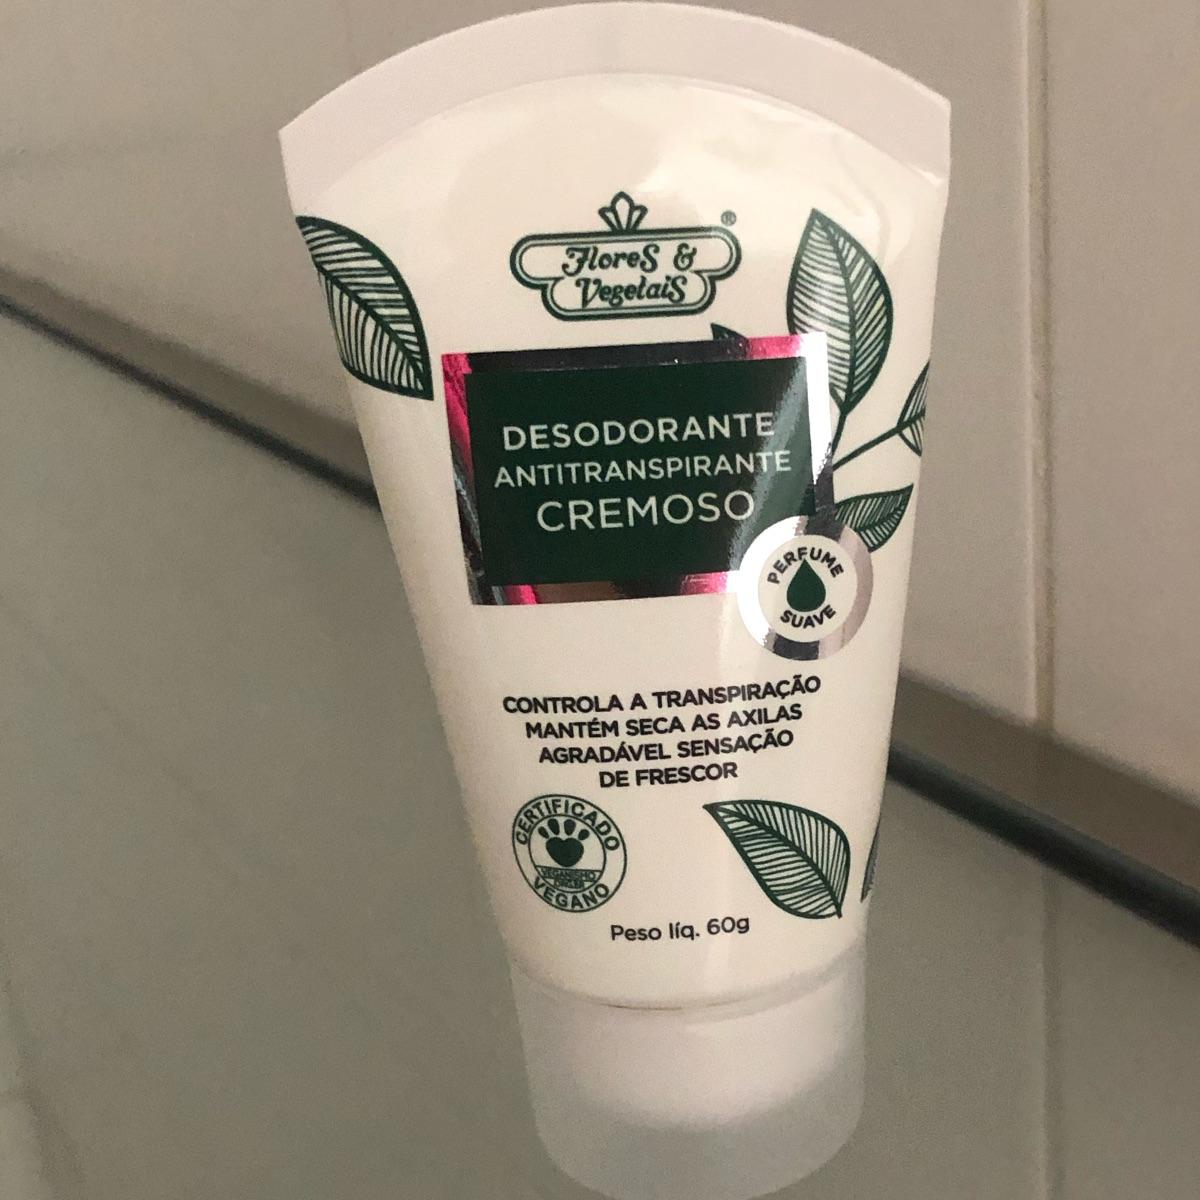 Flores &
Vegetais
®
DESODORANTE
ANTITRANSPIRANTE
CREMOSO
PERFUME
SUAVE
CONTROLA A TRANSPIRAÇÃO
MANTÉM SECA AS AXILAS
AGRADÁVEL SENSAÇÃO
DE FRESCOR
CERTIFICADO
VEGANISMO
VEGANO
Peso líq. 60g